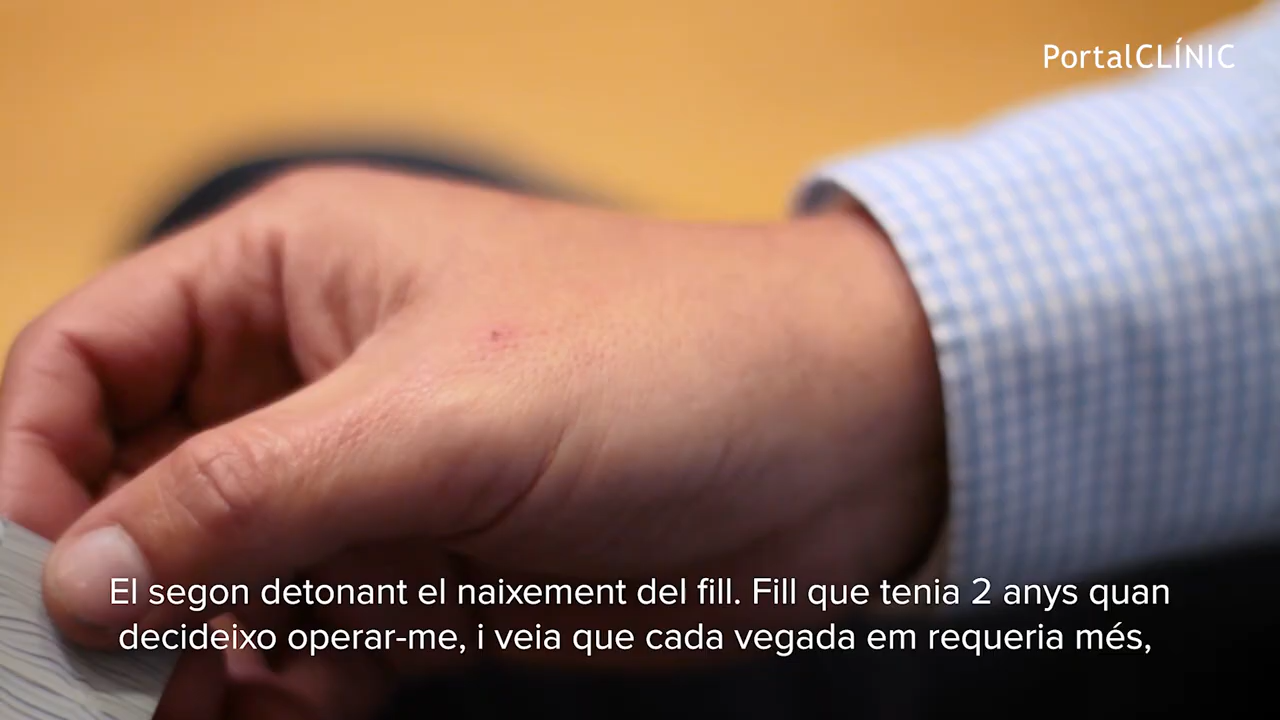 PortalCLÍNIC
El segon detonant el naixement del fill. Fill que tenia 2 anys quan
decideixo operar-me, i veia que cada vegada em requeria més,